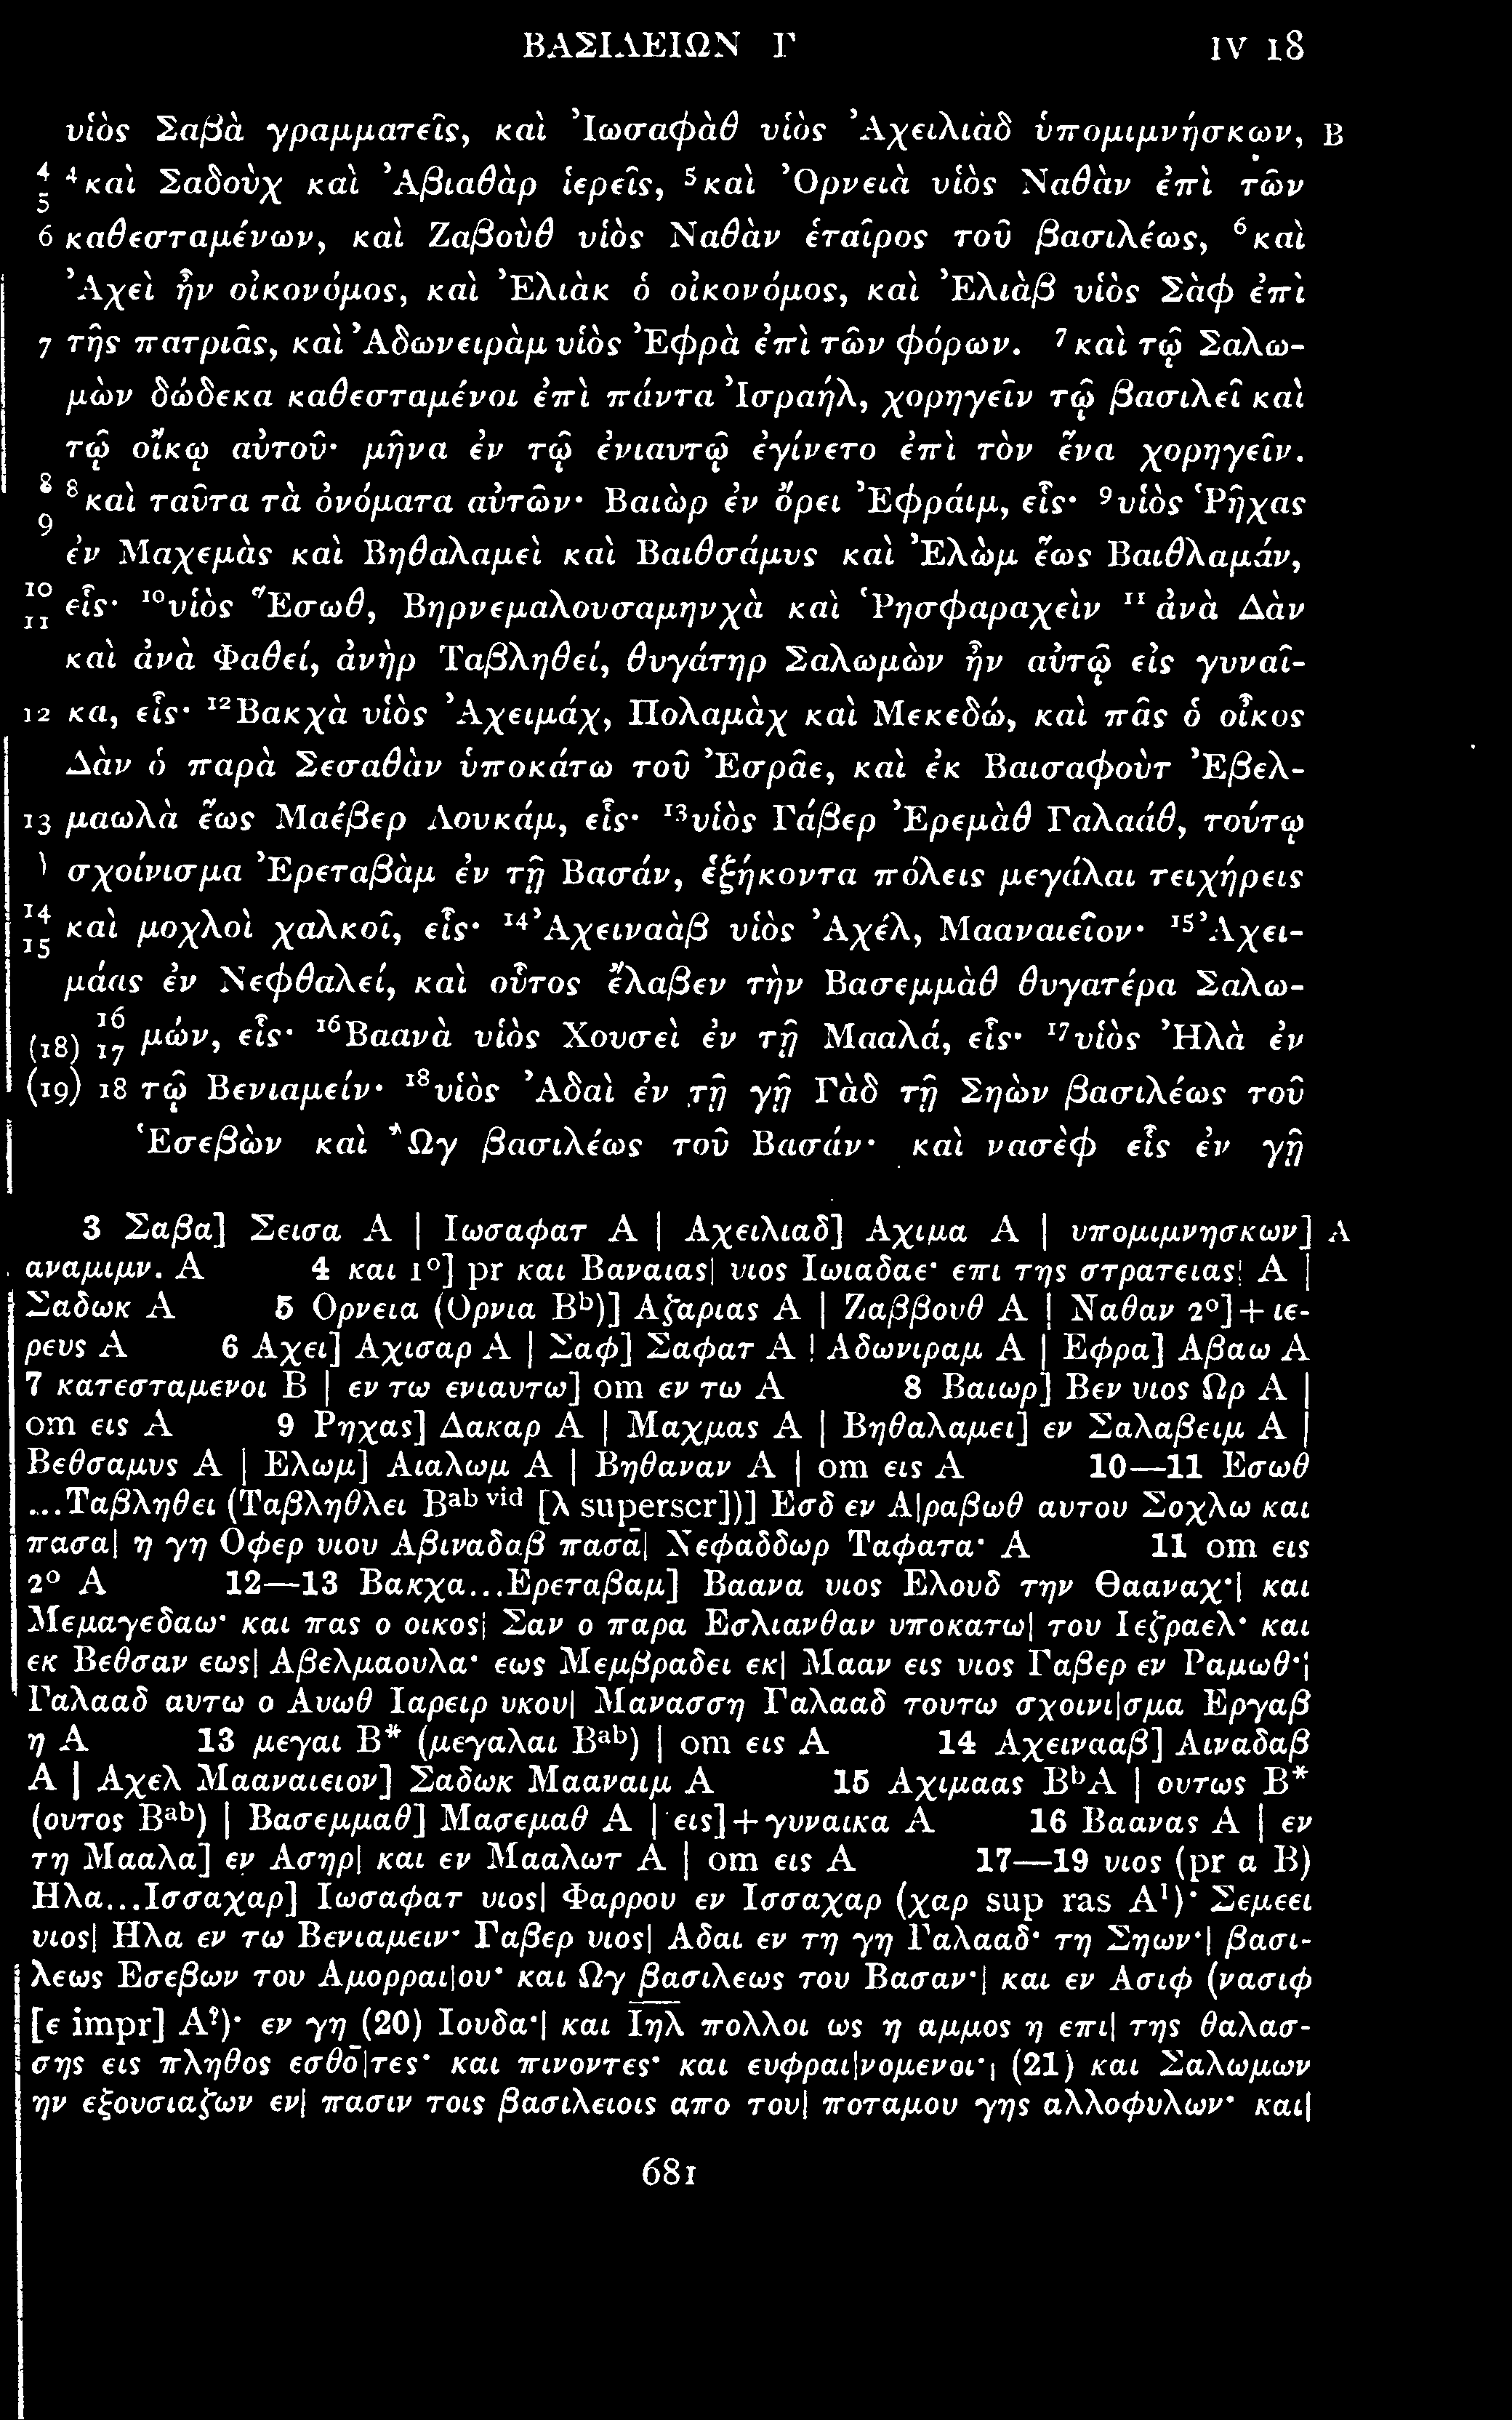 ΒΑΣΙΛΕΙΩΝ Γ IV 18
υἱὸς Σαβὰ γραμματεῖς, καὶ Ἰωσαφὰθ υἱὸς Ἀχειλιὰδ ὑπομιμνήσκων, B
4 ⁴καὶ Σαδοὺχ καὶ Ἀβιαθὰρ ἱερεῖς, ⁵καὶ Ὀρνειὰ υἱὸς Ναθὰν ἐπὶ τῶν
5
6 καθεσταμένων, καὶ Ζαβοὺθ υἱὸς Ναθὰν ἑταῖρος τοῦ βασιλέως, ⁶καὶ
Ἀχεὶ ἦν οἰκονόμος, καὶ Ἐλιὰκ ὁ οἰκονόμος, καὶ Ἐλιὰβ υἱὸς Σὰφ ἐπὶ
7 τῆς πατριᾶς, καὶ Ἀδωνειρὰμ υἱὸς Ἐφρὰ ἐπὶ τῶν φόρων. ⁷καὶ τῷ Σαλω-
μὼν δώδεκα καθεσταμένοι ἐπὶ πάντα Ἰσραήλ, χορηγεῖν τῷ βασιλεῖ καὶ
τῷ οἴκῳ αὐτοῦ· μῆνα ἐν τῷ ἐνιαυτῷ ἐγίνετο ἐπὶ τὸν ἕνα χορηγεῖν.
8 ⁸καὶ ταῦτα τὰ ὀνόματα αὐτῶν· Βαιὼρ ἐν ὄρει Ἐφράιμ, εἷς· ⁹υἱὸς Ῥῆχας
9
ἐν Μαχεμὰς καὶ Βηθαλαμεὶ καὶ Βαιθσάμυς καὶ Ἐλὼμ ἕως Βαιθλαμάν,
10 εἷς· ¹⁰υἱὸς Ἔσωθ, Βηρνεμαλουσαμηνχὰ καὶ Ῥησφαραχεὶν ¹¹ἀνὰ Δὰν
11
καὶ ἀνὰ Φαθεί, ἀνὴρ Ταβληθεί, θυγάτηρ Σαλωμὼν ἦν αὐτῷ εἰς γυναῖ-
12 κα, εἷς· ¹²Βακχὰ υἱὸς Ἀχειμάχ, Πολαμὰχ καὶ Μεκεδώ, καὶ πᾶς ὁ οἶκος
Δὰν ὁ παρὰ Σεσαθὰν ὑποκάτω τοῦ Ἐσρᾶε, καὶ ἐκ Βαισαφοὺτ Ἐβελ-
13 μαωλὰ ἕως Μαέβερ Λουκάμ, εἷς· ¹³υἱὸς Γάβερ Ἐρεμὰθ Γαλαάθ, τούτῳ
σχοίνισμα Ἐρεταβὰμ ἐν τῇ Βασάν, ἑξήκοντα πόλεις μεγάλαι τειχήρεις
14 καὶ μοχλοὶ χαλκοῖ, εἷς· ¹⁴Ἀχειναὰβ υἱὸς Ἀχέλ, Μααναιεῖον· ¹⁵Ἀχει-
15
μάας ἐν Νεφθαλεί, καὶ οὗτος ἔλαβεν τὴν Βασεμμὰθ θυγατέρα Σαλω-
16
(18) 17 μών, εἷς· ¹⁶Βαανὰ υἱὸς Χουσεὶ ἐν τῇ Μααλά, εἷς· ¹⁷υἱὸς Ἠλὰ ἐν
(19) 18 τῷ Βενιαμείν· ¹⁸υἱὸς Ἀδαὶ ἐν τῇ γῇ Γὰδ τῇ Σηὼν βασιλέως τοῦ
Ἑσεβὼν καὶ Ὢγ βασιλέως τοῦ Βασάν· καὶ νασὲφ εἷς ἐν γῇ
3 Σαβα] Σεισα A | Ιωσαφατ A | Αχειλιαδ] Αχιμα A | υπομιμνησκων] A
αναμιμν. A 4 και 1°] pr και Βαναιας| υιος Ιωιαδαε· επι της στρατειας| A |
Σαδωκ A 5 Ορνεια (Ορνια Bᵇ)] Αζαριας A | Ζαββουθ A | Ναθαν 2°] + ιε-
ρευς A 6 Αχει] Αχισαρ A | Σαφ] Σαφατ A | Αδωνιραμ A | Εφρα] Αβαω A
7 κατεσταμενοι B | εν τω ενιαυτω] om εν τω A 8 Βαιωρ] Βεν υιος Ωρ A |
om εις A 9 Ρηχας] Δακαρ A | Μαχμας A | Βηθαλαμει] εν Σαλαβειμ A |
Βεθσαμυς A | Ελωμ] Αιαλωμ A | Βηθαναν A | om εις A 10—11 Εσωθ
...Ταβληθει (Ταβληθλει Bᵃᵇ ᵛⁱᵈ [λ superscr])] Εσδ εν Α|ραβωθ αυτου Σοχλω και
πασα| η γη Οφερ υιου Αβιναδαβ πασα̅| Νεφαδδωρ Ταφατα· A 11 om εις
2° A 12—13 Βακχα...Ερεταβαμ] Βαανα υιος Ελουδ την Θααναχ·| και
Μεμαγεδαω· και πας ο οικος| Σαν ο παρα Εσλιανθαν υποκατω| του Ιεζραελ· και
εκ Βεθσαν εως| Αβελμαουλα· εως Μεμβραδει εκ| Μααν εις υιος Γαβερ εν Ραμωθ·|
Γαλααδ αυτω ο Αυωθ Ιαρειρ υκου| Μανασση Γαλααδ τουτω σχοινι|σμα Εργαβ
η A 13 μεγαι B* (μεγαλαι Bᵃᵇ) | om εις A 14 Αχεινααβ] Αιναδαβ
A | Αχελ Μααναιειον] Σαδωκ Μααναιμ A 15 Αχιμαας BᵇA | ουτως B*
(ουτος Bᵃᵇ) | Βασεμμαθ] Μασεμαθ A | εις] + γυναικα A 16 Βαανας A | εν
τη Μααλα] εν Ασηρ| και εν Μααλωτ A | om εις A 17—19 υιος (pr α B)
Ηλα...Ισσαχαρ] Ιωσαφατ υιος| Φαρρου εν Ισσαχαρ (χαρ sup ras A¹)· Σεμεει
υιος| Ηλα εν τω Βενιαμειν· Γαβερ υιος| Αδαι εν τη γη Γαλααδ· τη Σηων·| βασι-
λεως Εσεβων του Αμορραι|ου· και Ωγ βασιλεως του Βασαν·| και εν Ασιφ (νασιφ
[ε impr] A?)· εν γη (20) Ιουδα·| και Ιη̅λ̅ πολλοι ως η αμμος η επι| της θαλασ-
σης εις πληθος εσθο̅|τες· και πινοντες· και ευφραι|νομενοι·| (21) και Σαλωμων
ην εξουσιαζων εν| πασιν τοις βασιλειοις απο του| ποταμου γης αλλοφυλων· και|
681